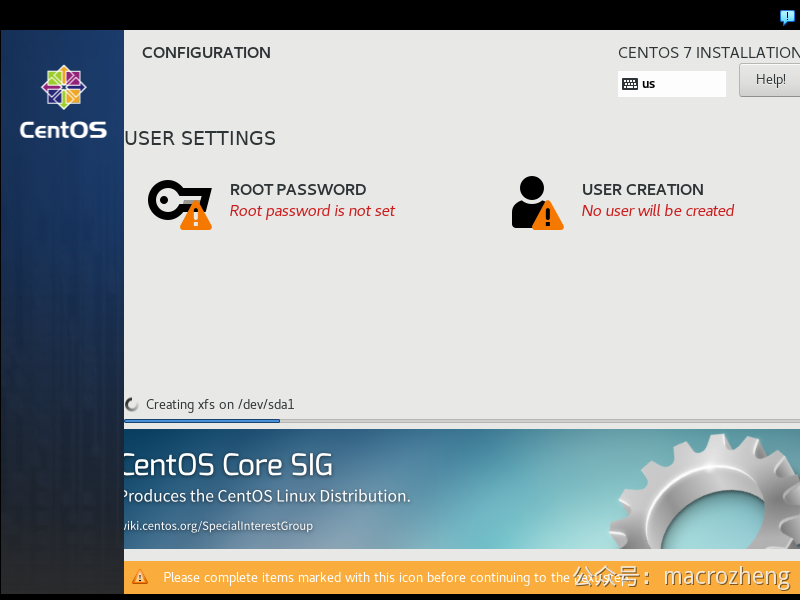 CONFIGURATION
CENTOS 7 INSTALLATION
us
Help!
CentOS
USER SETTINGS
ROOT PASSWORD
Root password is not set
USER CREATION
No user will be created
Creating xfs on /dev/sda1
CentOS Core SIG
Produces the CentOS Linux Distribution.
wiki.centos.org/SpecialInterestGroup
Please complete items marked with this icon before continuing to the
公众号：macrozheng